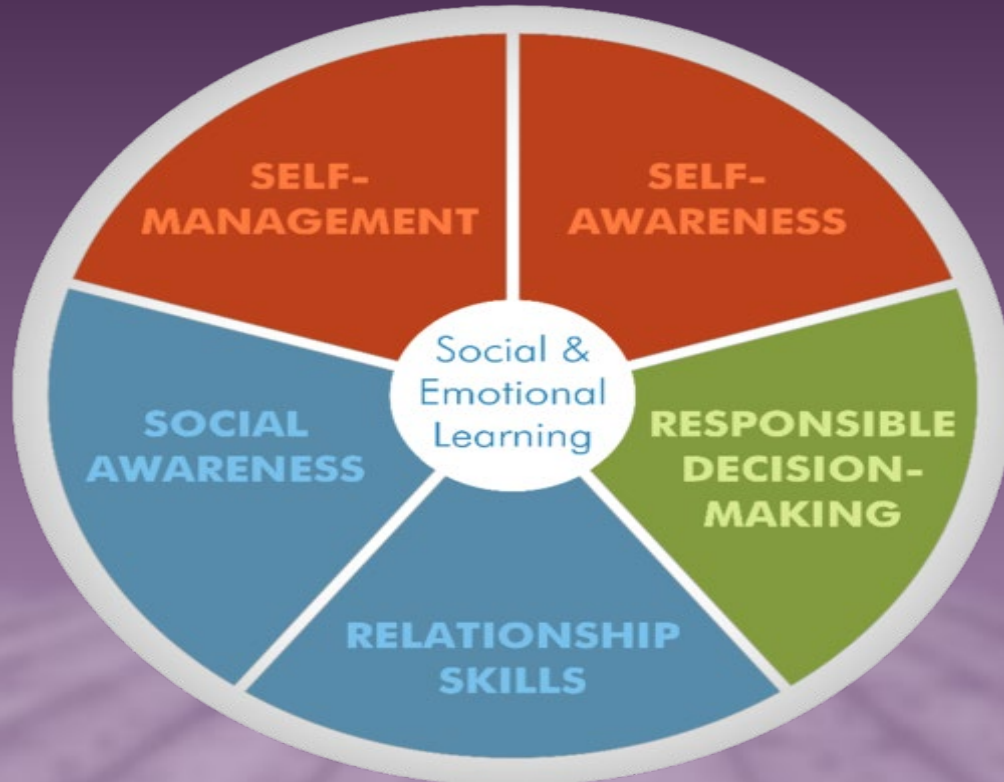 SELF-
MANAGEMENT
SELF-
AWARENESS
Social &
Emotional
Learning
SOCIAL
AWARENESS
RESPONSIBLE
DECISION-
MAKING
RELATIONSHIP
SKILLS